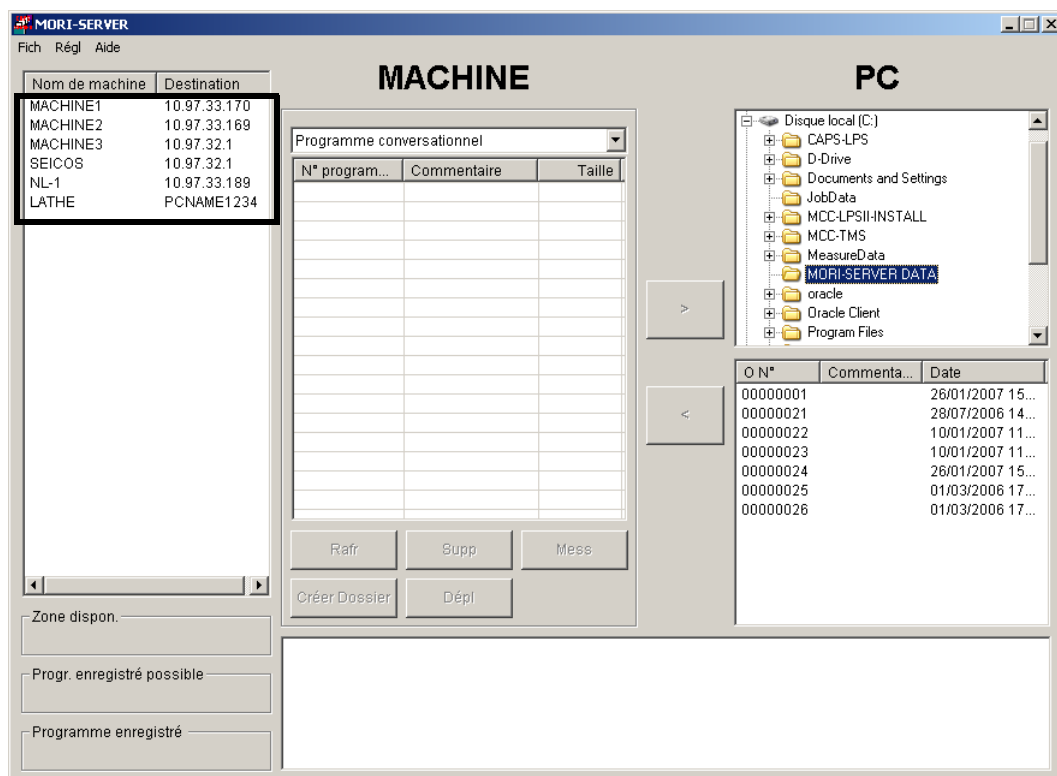 MORI-SERVER
Fich Régl Aide
MACHINE
PC
Nom de machine Destination
MACHINE1 10.97.33.170
MACHINE2 10.97.33.169
MACHINE3 10.97.32.1
SEICOS 10.97.32.1
NL-1 10.97.33.189
LATHE PCNAME1234
Programme conversationnel
N° program... Commentaire Taille
Rafr Supp Mess
Créer Dossier Dépl
>
<
Disque local (C:)
CAPS-LPS
D-Drive
Documents and Settings
JobData
MCC-LPSII-INSTALL
MCC-TMS
MeasureData
MORI-SERVER DATA
oracle
Oracle Client
Program Files
O N° Commenta... Date
00000001 26/01/2007 15...
00000021 28/07/2006 14...
00000022 10/01/2007 11...
00000023 10/01/2007 11...
00000024 26/01/2007 15...
00000025 01/03/2006 17...
00000026 01/03/2006 17...
Zone dispon.
Progr. enregistré possible
Programme enregistré